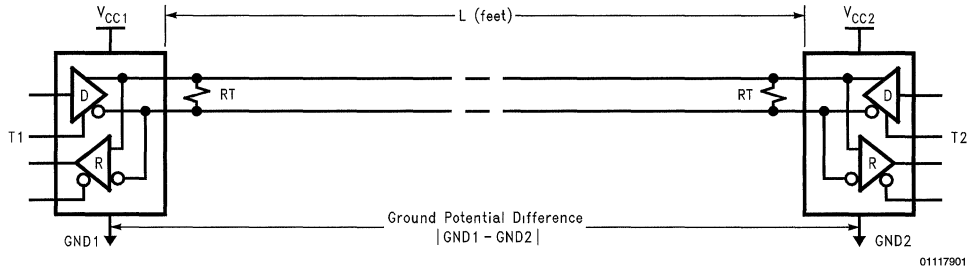 VCC1
L (feet)
VCC2
D
RT
RT
D
T1
T2
R
R
Ground Potential Difference
|GND1 - GND2|
GND1
GND2
01117901